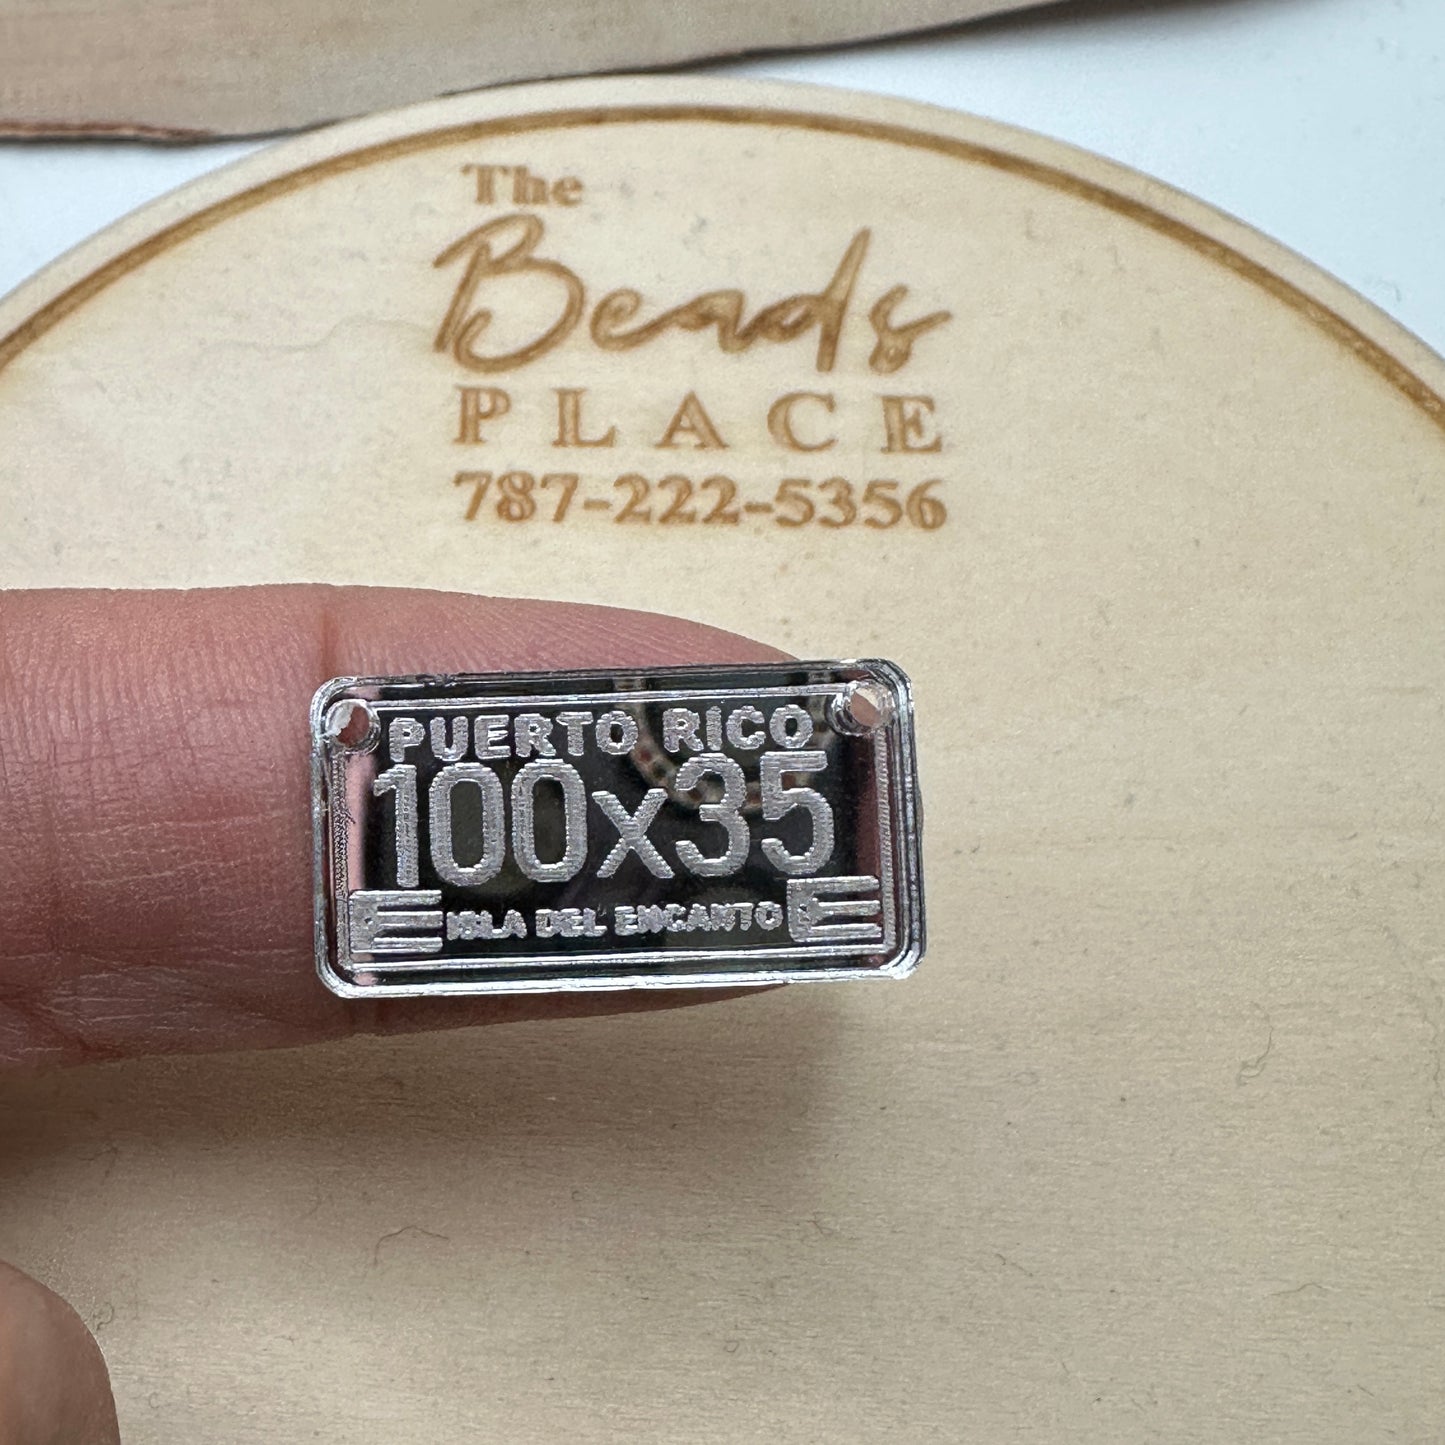 The
Beads
PLACE
787-222-5356
PUERTO RICO
100x35
ISLA DEL ENCANTO